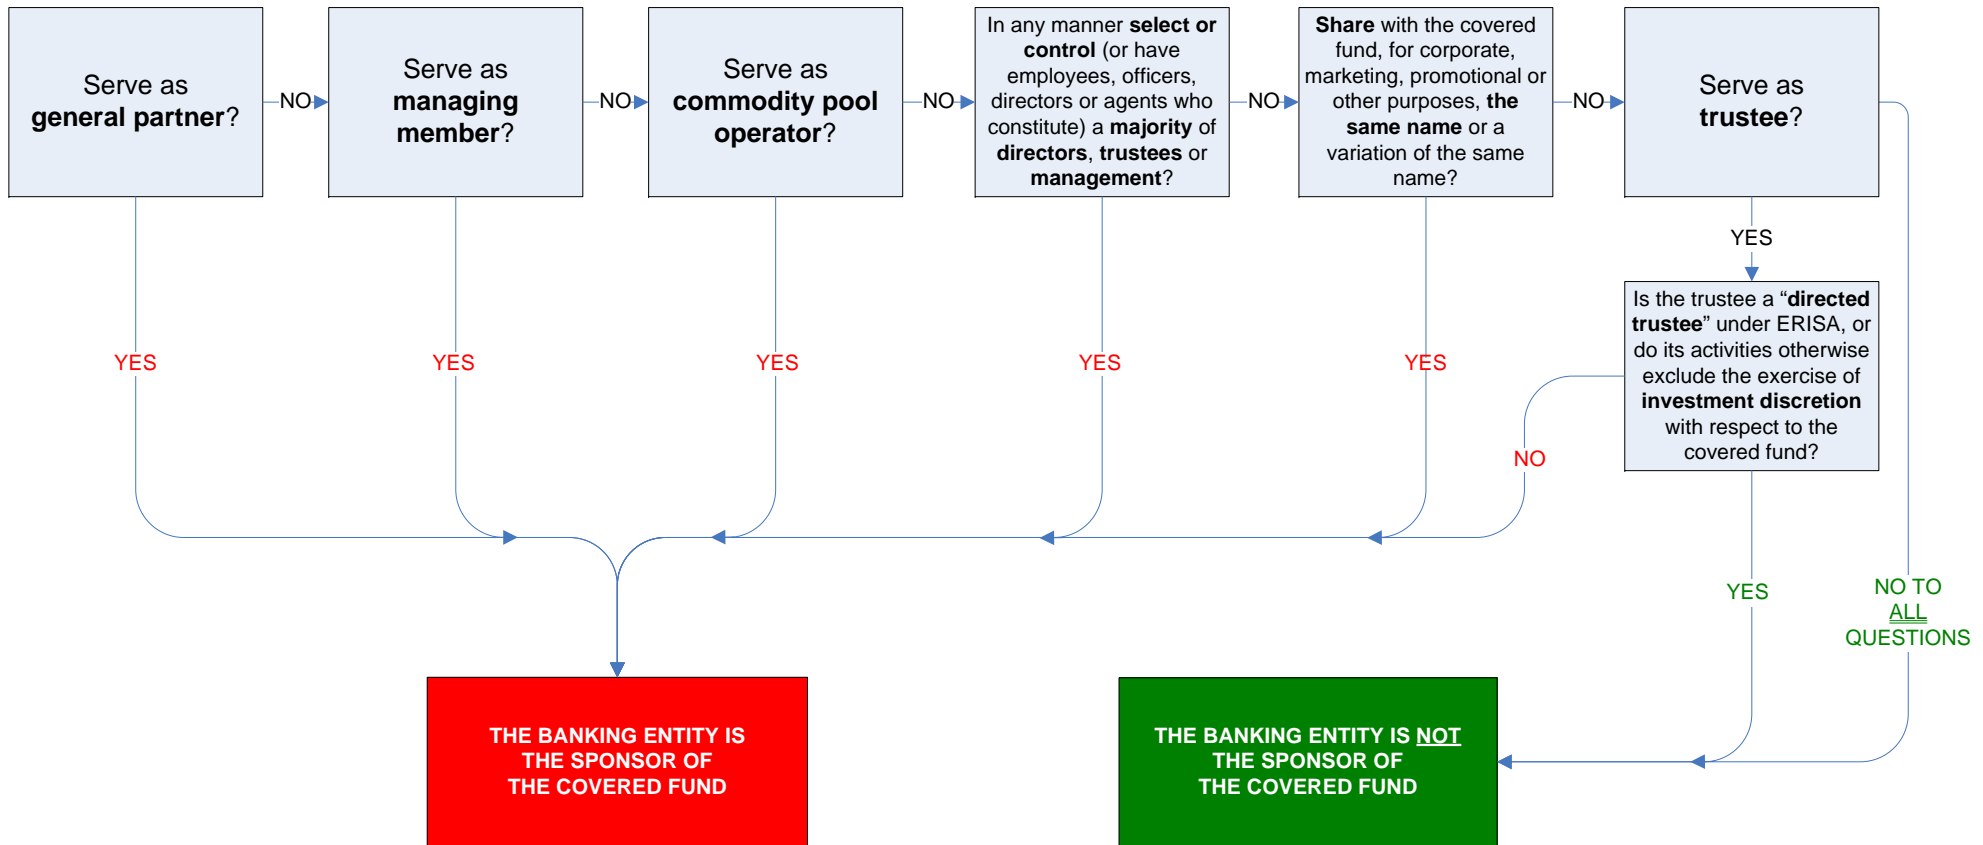 Serve as
general partner?
NO
Serve as
managing
member?
NO
Serve as
commodity pool
operator?
NO
In any manner select or
control (or have
employees, officers,
directors or agents who
constitute) a majority of
directors, trustees or
management?
NO
Share with the covered
fund, for corporate,
marketing, promotional or
other purposes, the
same name or a
variation of the same
name?
NO
Serve as
trustee?
YES
Is the trustee a “directed
trustee” under ERISA, or
do its activities otherwise
exclude the exercise of
investment discretion
with respect to the
covered fund?
YES
YES
YES
YES
YES
NO
YES
NO TO
ALL
QUESTIONS
THE BANKING ENTITY IS
THE SPONSOR OF
THE COVERED FUND
THE BANKING ENTITY IS NOT
THE SPONSOR OF
THE COVERED FUND